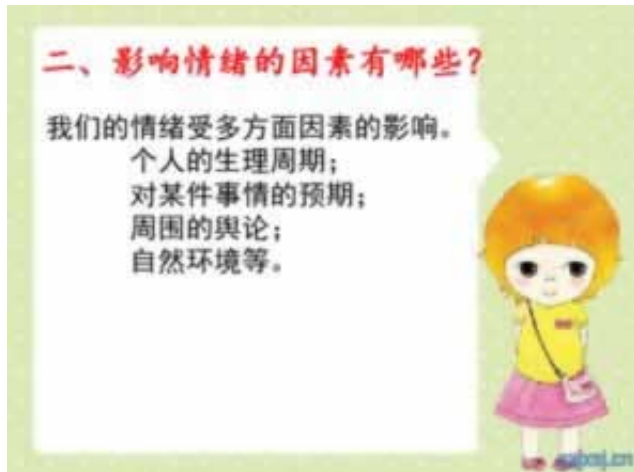 二、影响情绪的因素有哪些?
我们的情绪受多方面因素的影响。
个人的生理周期;
对某件事情的预期;
周围的舆论;
自然环境等。